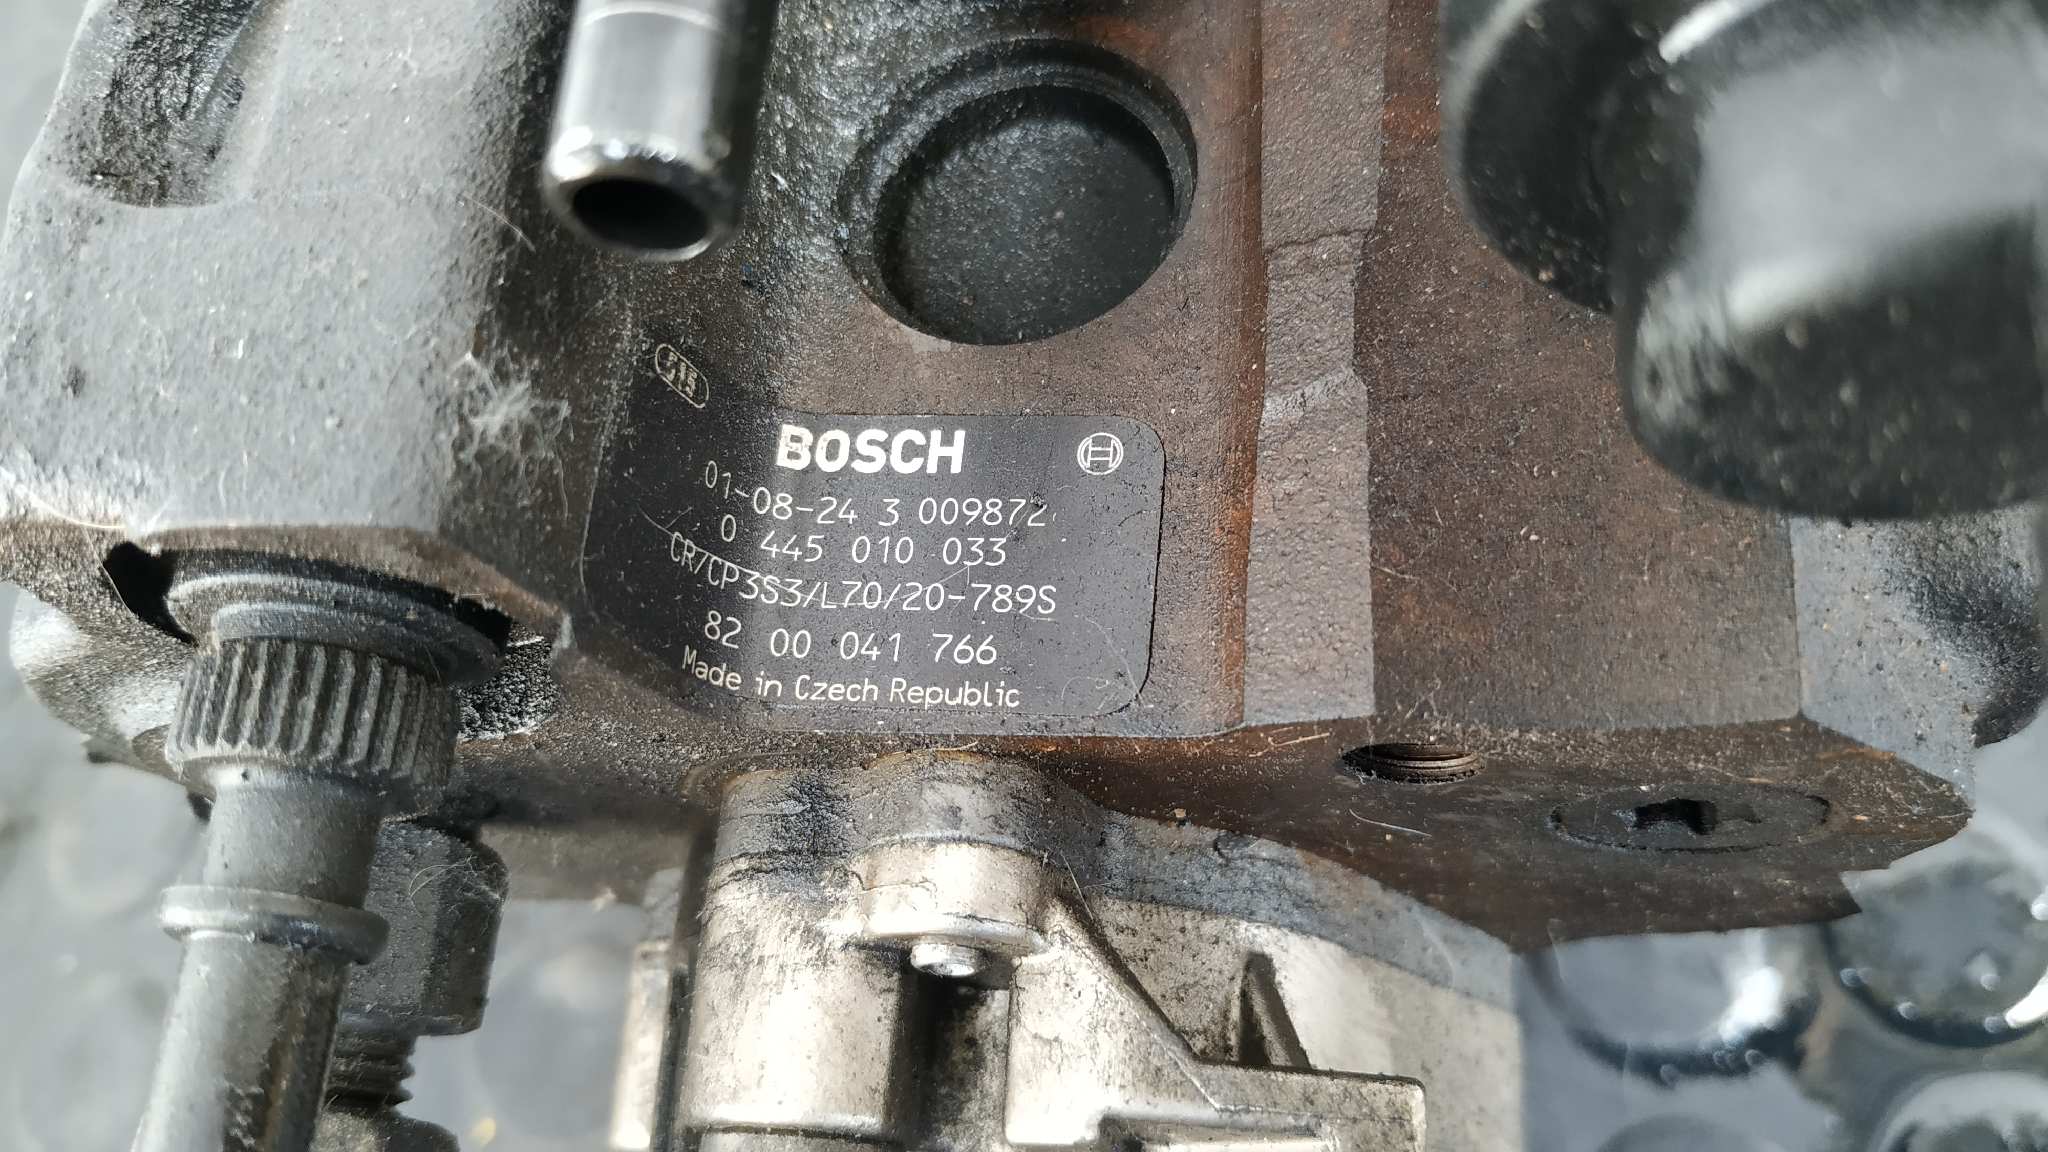 BOSCH
01-08-24 3 009872
0 445 010 033
CR/CP3S3/L70/20-789S
82 00 041 766
Made in Czech Republic